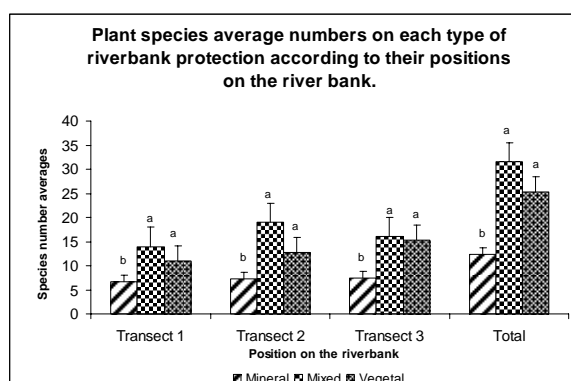 Plant species average numbers on each type of
riverbank protection according to their positions
on the river bank.
Species number averages
40
35
30
25
20
15
10
5
0
b a a
b a a
b a a
b a a
Transect 1 Transect 2 Transect 3 Total
Position on the riverbank
Mineral Mixed Vegetal